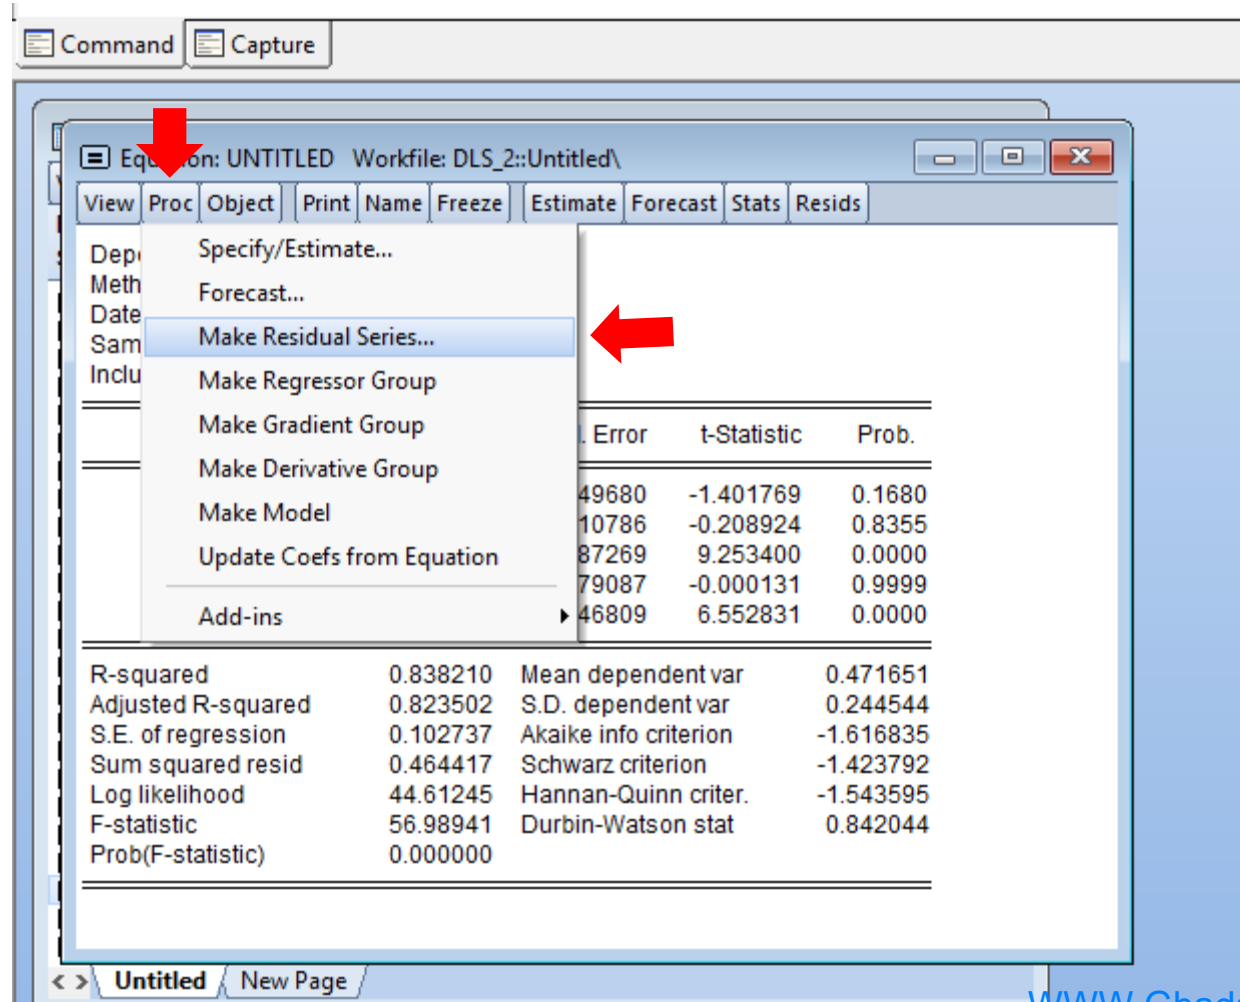 Command Capture
Equation: UNTITLED Workfile: DLS_2::Untitled\
View Proc Object Print Name Freeze Estimate Forecast Stats Resids
Specify/Estimate...
Forecast...
Make Residual Series...
Make Regressor Group
Make Gradient Group
Make Derivative Group
Make Model
Update Coefs from Equation
Add-ins
Depe
Meth
Date
Sam
Inclu
. Error t-Statistic Prob.
49680 -1.401769 0.1680
10786 -0.208924 0.8355
87269 9.253400 0.0000
79087 -0.000131 0.9999
46809 6.552831 0.0000
R-squared 0.838210 Mean dependent var 0.471651
Adjusted R-squared 0.823502 S.D. dependent var 0.244544
S.E. of regression 0.102737 Akaike info criterion -1.616835
Sum squared resid 0.464417 Schwarz criterion -1.423792
Log likelihood 44.61245 Hannan-Quinn criter. -1.543595
F-statistic 56.98941 Durbin-Watson stat 0.842044
Prob(F-statistic) 0.000000
Untitled New Page